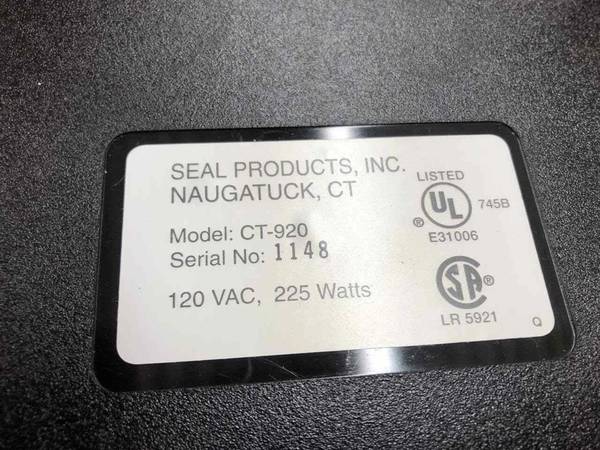 SEAL PRODUCTS, INC.
NAUGATUCK, CT
Model: CT-920
Serial No: 1148
120 VAC, 225 Watts
LISTED
UL
®
745B
E31006
SA
LR 5921
Q